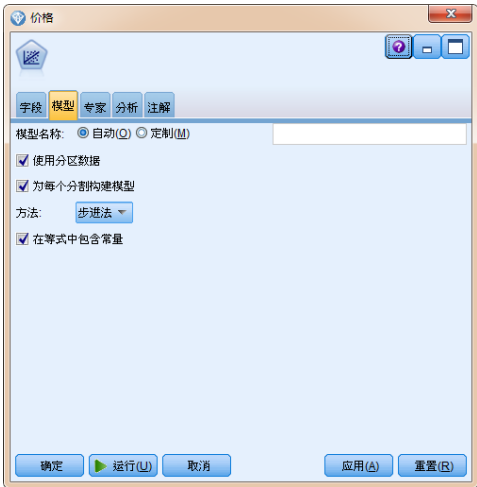 价格
字段 模型 专家 分析 注解
模型名称: 自动(O) 定制(M)
使用分区数据
为每个分割构建模型
方法: 步进法
在等式中包含常量
确定 运行(U) 取消 应用(A) 重置(R)